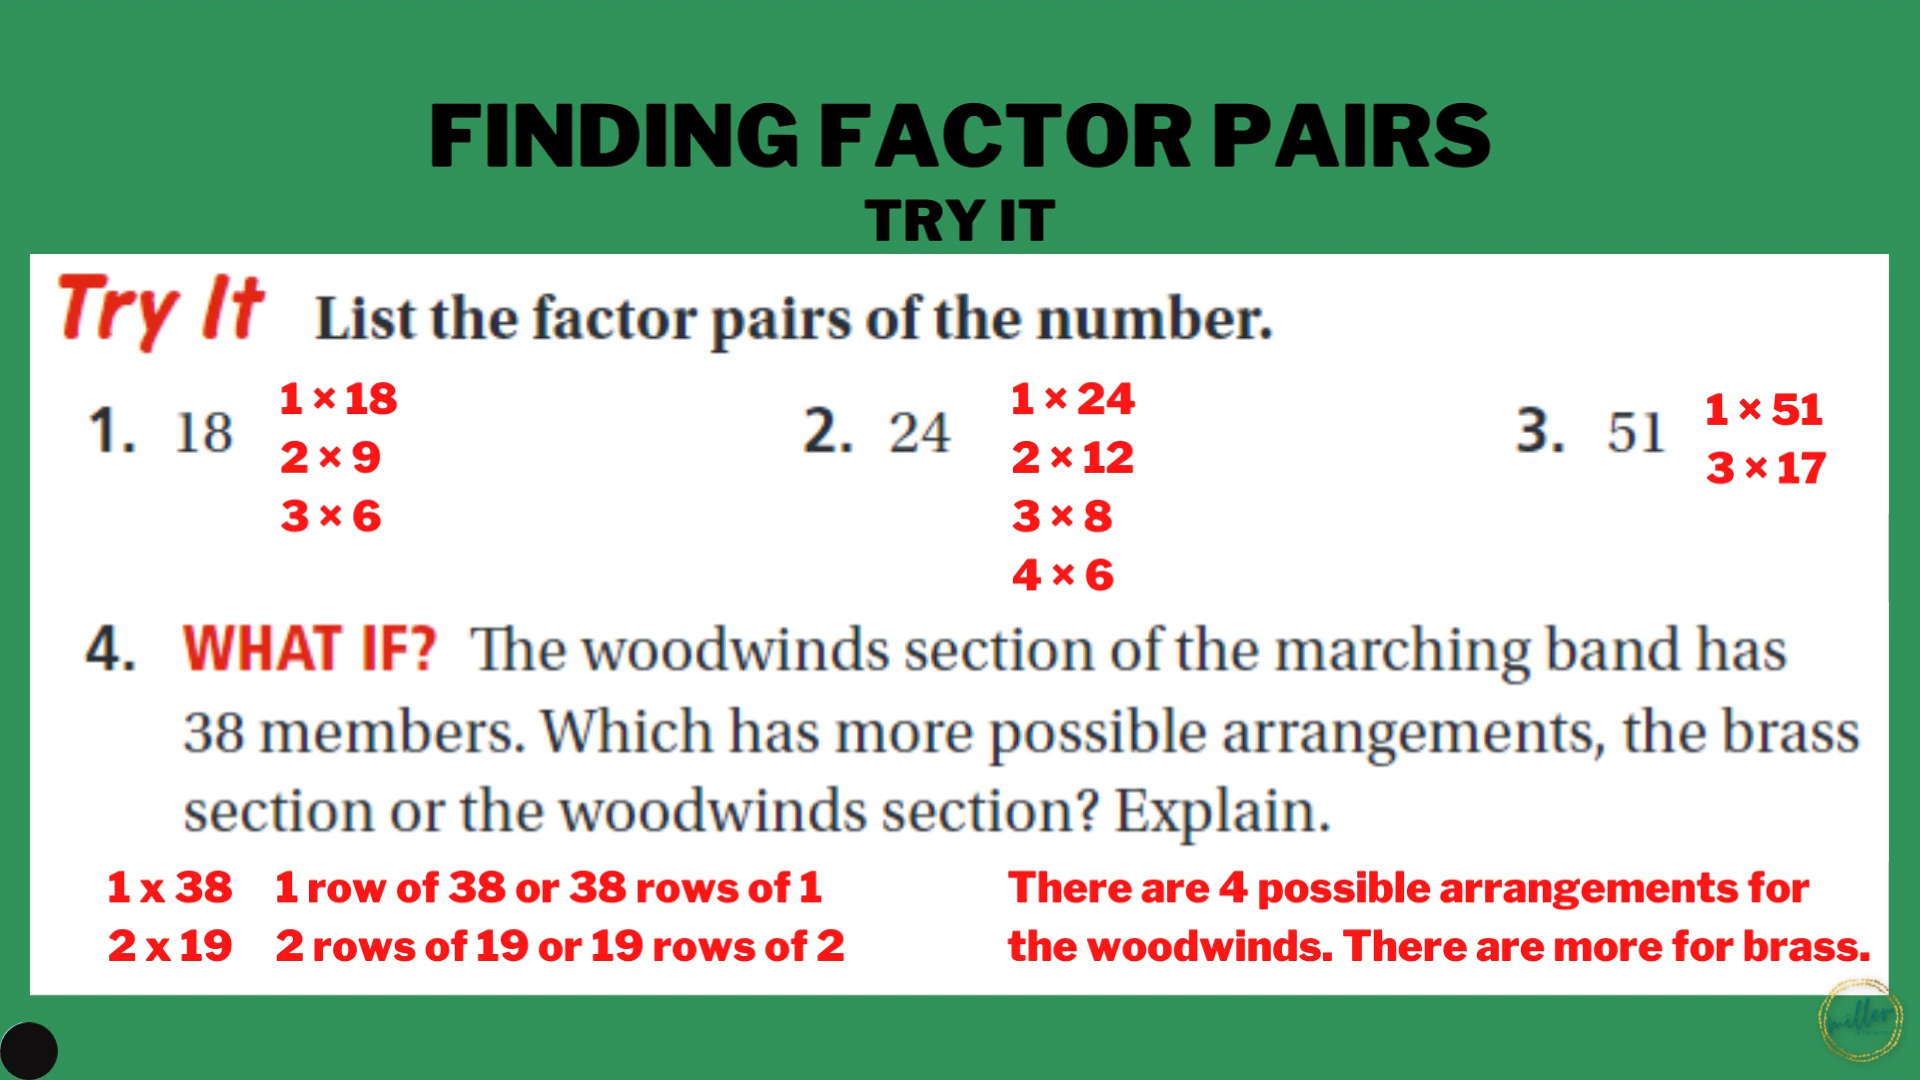 FINDING FACTOR PAIRS
TRY IT
Try It List the factor pairs of the number.
1. 18
1 × 18
2 × 9
3 × 6
2. 24
1 × 24
2 × 12
3 × 8
4 × 6
3. 51
1 × 51
3 × 17
4. WHAT IF? The woodwinds section of the marching band has
38 members. Which has more possible arrangements, the brass
section or the woodwinds section? Explain.
1 x 38 1 row of 38 or 38 rows of 1
2 x 19 2 rows of 19 or 19 rows of 2
There are 4 possible arrangements for
the woodwinds. There are more for brass.
miller